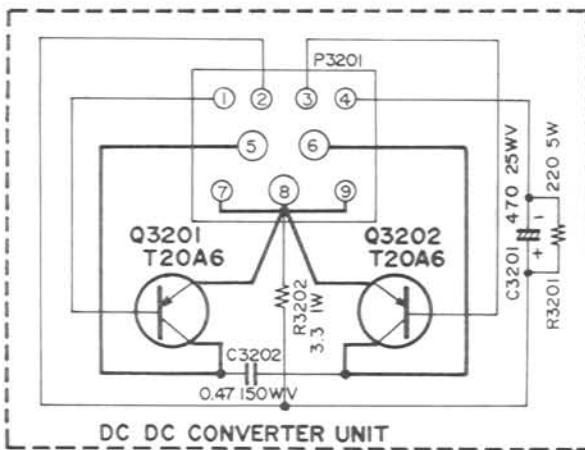 P3201
1 2 3 4
5 6
7 8 9
Q3201
T20A6
Q3202
T20A6
R3202
3.3 1W
C3201 470 25WV
- +
R3201
220 5W
C3202
0.47 150WV
DC DC CONVERTER UNIT